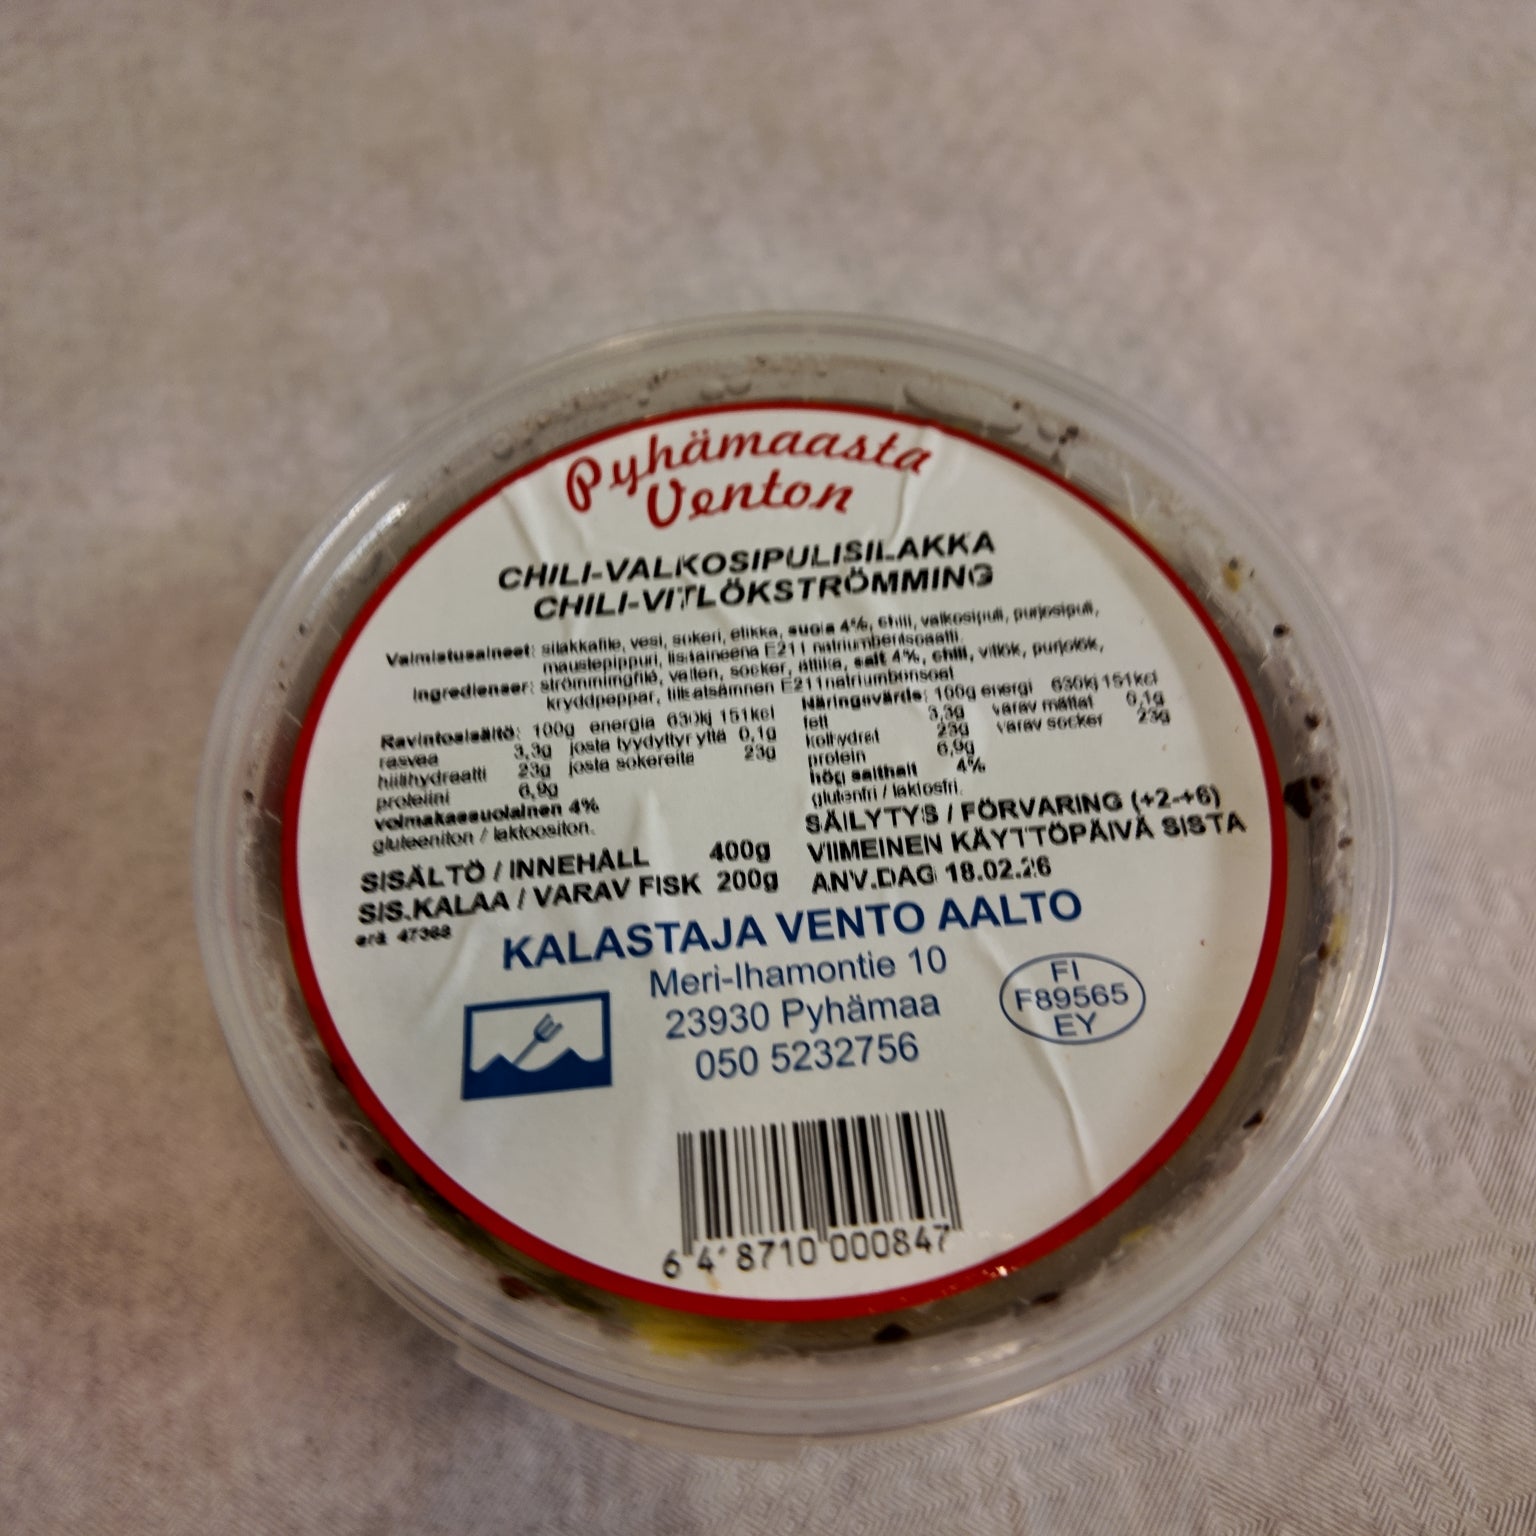 Pyhämaasta
Venton
CHILI-VALKOSIPULISILAKKA
CHILI-VITLÖKSTRÖMMING
Valmistusaineet: silakkafile, vesi, sokeri, etikka, suola 4%, chili, valkosipuli, purjosipuli,
maustepippuri, lisäaineena E211 natriumbentsoaatti.
Ingredienser: strömmingfilé, vatten, socker, ättika, salt 4%, chili, vitlök, purjolök,
kryddpeppar, tillsatsämnen E211natriumbonsoat
Ravintosisältö: 100g energia 630kj 151kcl
rasvaa 3,3g josta tyydyttyryttä 0,1g
hiilihydraatti 23g josta sokereita 23g
proteiini 6,9g
voimakassuolainen 4%
gluteeniton / laktoositon.
Näringsvärde: 100g energi 630kj 151kcl
fett 3,3g varav mättat 0,1g
kolhydrat 23g varav socker 23g
protein 6,9g
hög salthalt 4%
glutenfri / laktosfri.
SISÄLTÖ / INNEHÅLL 400g
SIS.KALAA / VARAV FISK 200g
erä 47368
SÄILYTYS / FÖRVARING (+2-+6)
VIIMEINEN KÄYTTÖPÄIVÄ SISTA
ANV.DAG 18.02.26
KALASTAJA VENTO AALTO
Meri-Ihamontie 10
23930 Pyhämaa
050 5232756
FI
F89565
EY
6 418710 000847